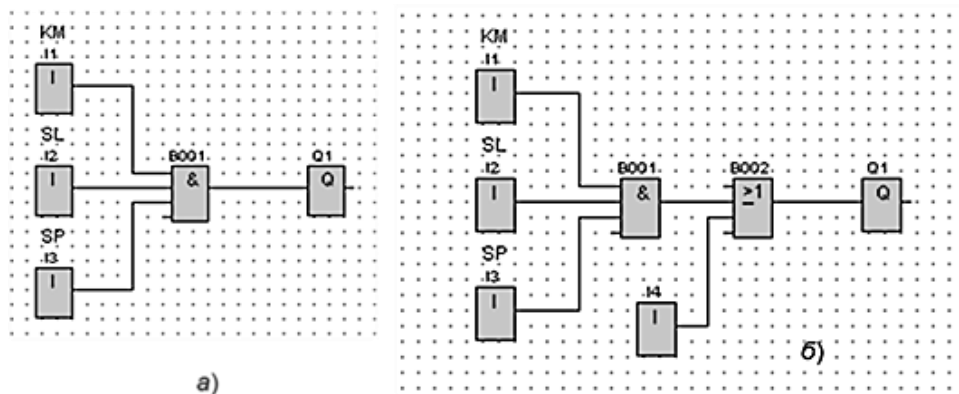 KM
I1
I
SL
I2
I
SP
I3
I
B001
&
Q1
Q
а)
KM
I1
I
SL
I2
I
SP
I3
I
B001
&
B002
≥1
I4
I
Q1
Q
б)